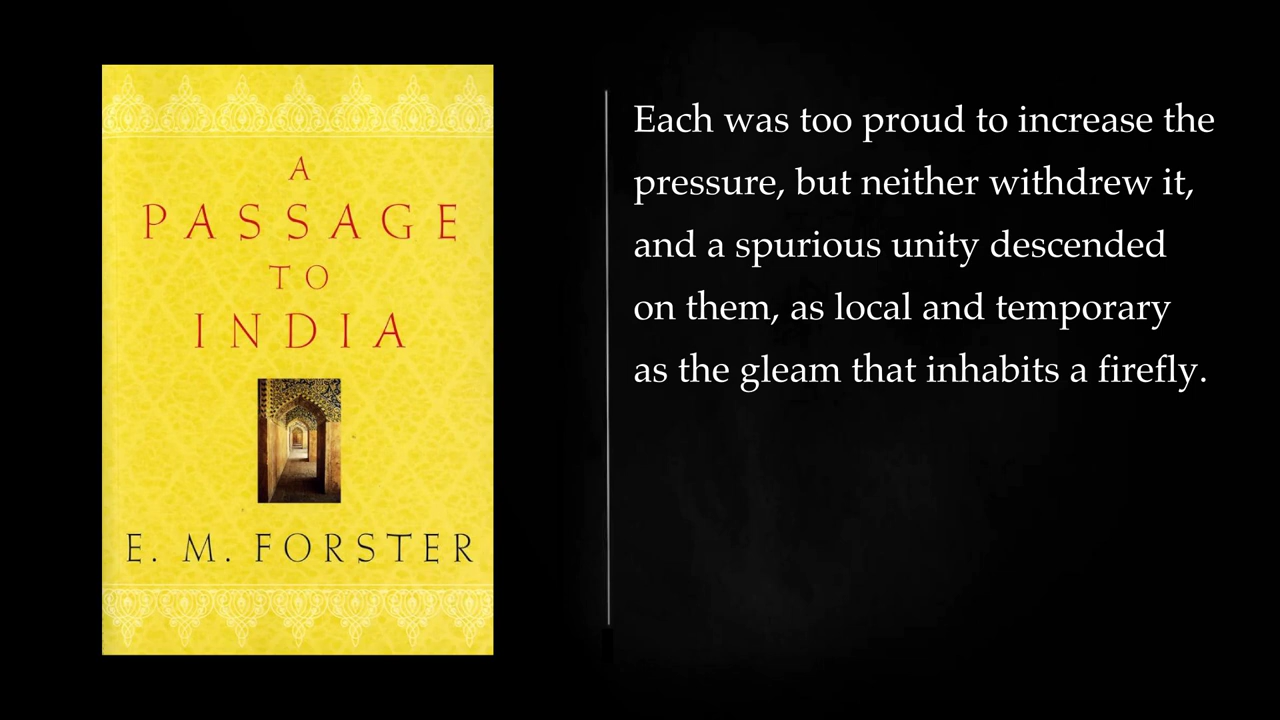 A
PASSAGE
TO
INDIA
E. M. FORSTER
Each was too proud to increase the
pressure, but neither withdrew it,
and a spurious unity descended
on them, as local and temporary
as the gleam that inhabits a firefly.